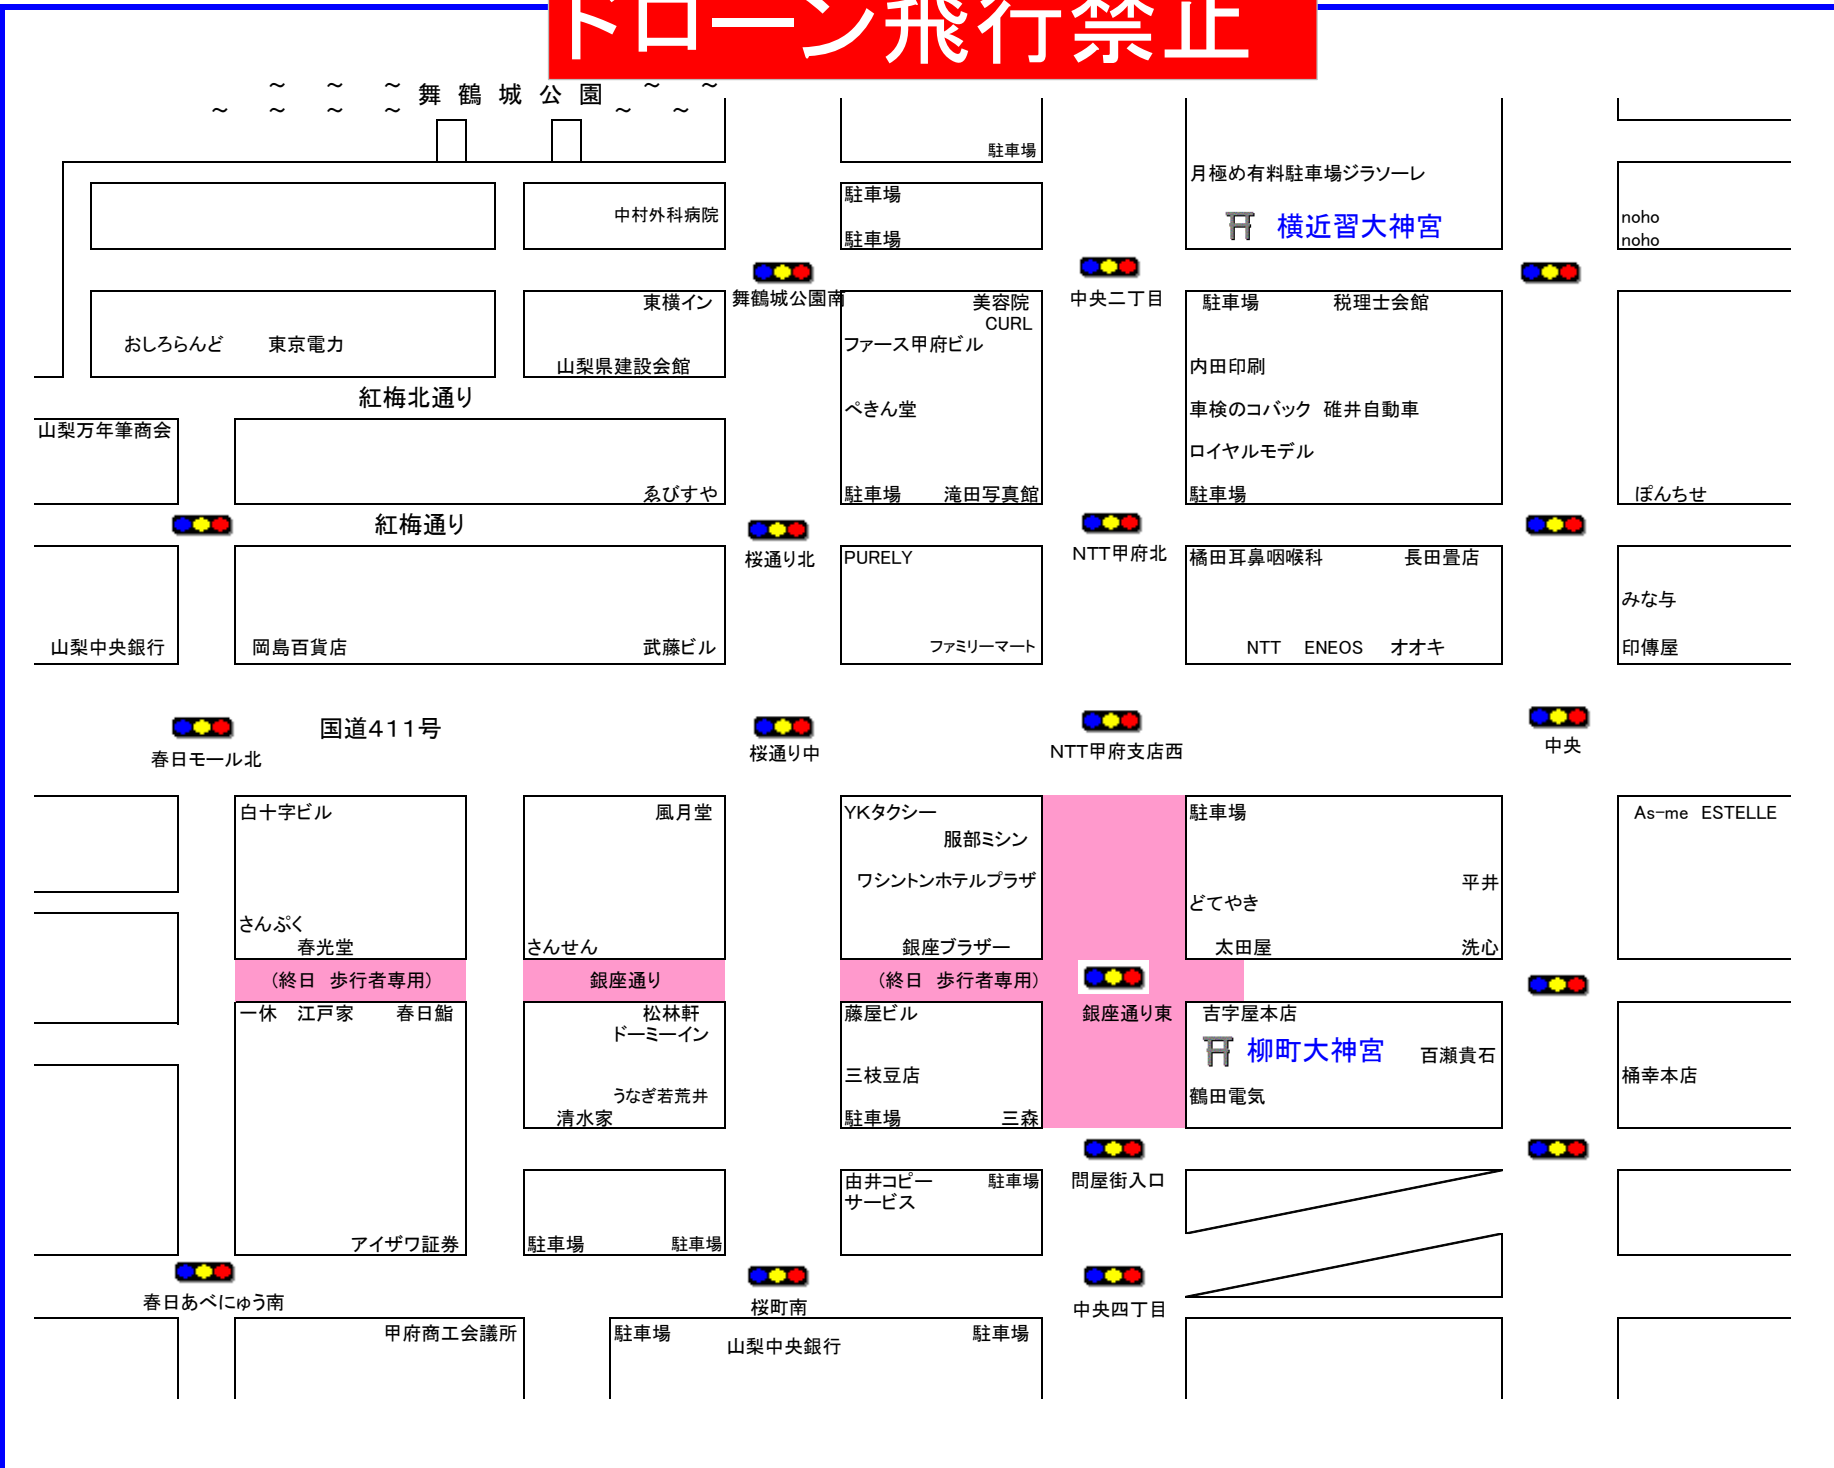 ドローン飛行禁止
～ ～ ～ 舞鶴城公園 ～ ～
～ ～ ～ ～ ～ ～
駐車場
月極め有料駐車場ジラソーレ
中村外科病院
駐車場
駐車場
横近習大神宮
noho
noho
舞鶴城公園南
中央二丁目
東横イン
美容院
CURL
駐車場 税理士会館
おしろらんど 東京電力
ファース甲府ビル
山梨県建設会館
内田印刷
紅梅北通り
ぺきん堂
車検のコバック 碓井自動車
山梨万年筆商会
ロイヤルモデル
ゑびすや
駐車場 滝田写真館
駐車場
ぽんちせ
紅梅通り
桜通り北
NTT甲府北
PURELY
橘田耳鼻咽喉科 長田畳店
みな与
山梨中央銀行
岡島百貨店 武藤ビル
ファミリーマート
NTT ENEOS オオキ
印傳屋
国道411号
春日モール北
桜通り中
NTT甲府支店西
中央
白十字ビル
風月堂
YKタクシー
服部ミシン
駐車場
As-me ESTELLE
ワシントンホテルプラザ
平井
どてやき
さんぷく
春光堂
さんせん
銀座ブラザー
太田屋 洗心
（終日 歩行者専用）
銀座通り
（終日 歩行者専用）
銀座通り東
一休 江戸家 春日鮨
松林軒
ドーミーイン
藤屋ビル
吉字屋本店
柳町大神宮
百瀬貴石
三枝豆店
桶幸本店
うなぎ若荒井
清水家
鶴田電気
駐車場 三森
問屋街入口
由井コピー
サービス
駐車場
アイザワ証券
駐車場 駐車場
春日あべにゅう南
桜町南
中央四丁目
甲府商工会議所
駐車場
山梨中央銀行
駐車場